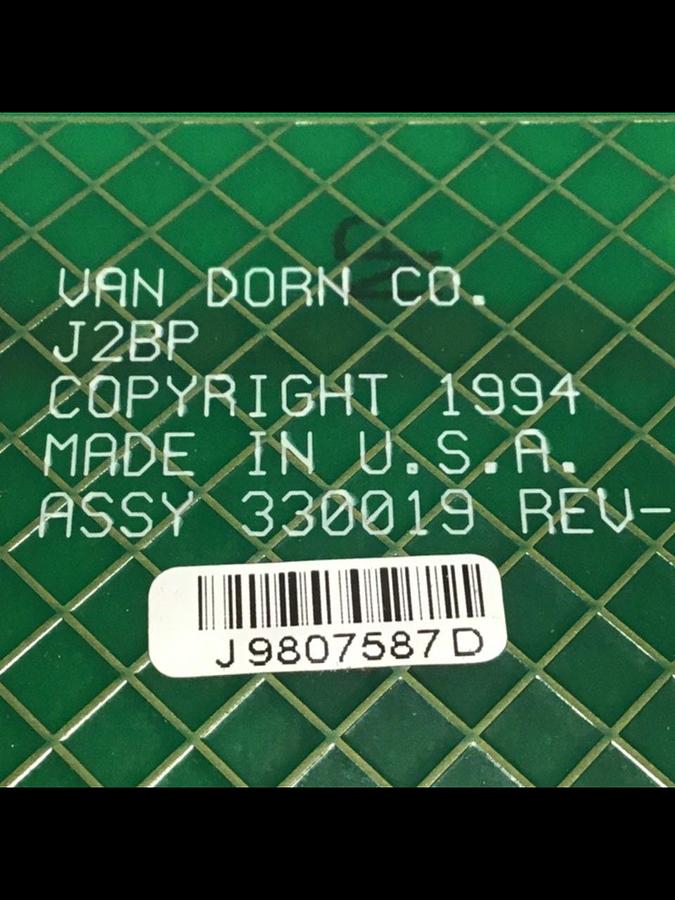 VAN DORN CO.
J2BP
COPYRIGHT 1994
MADE IN U.S.A.
ASSY 330019 REV-
J9807587D